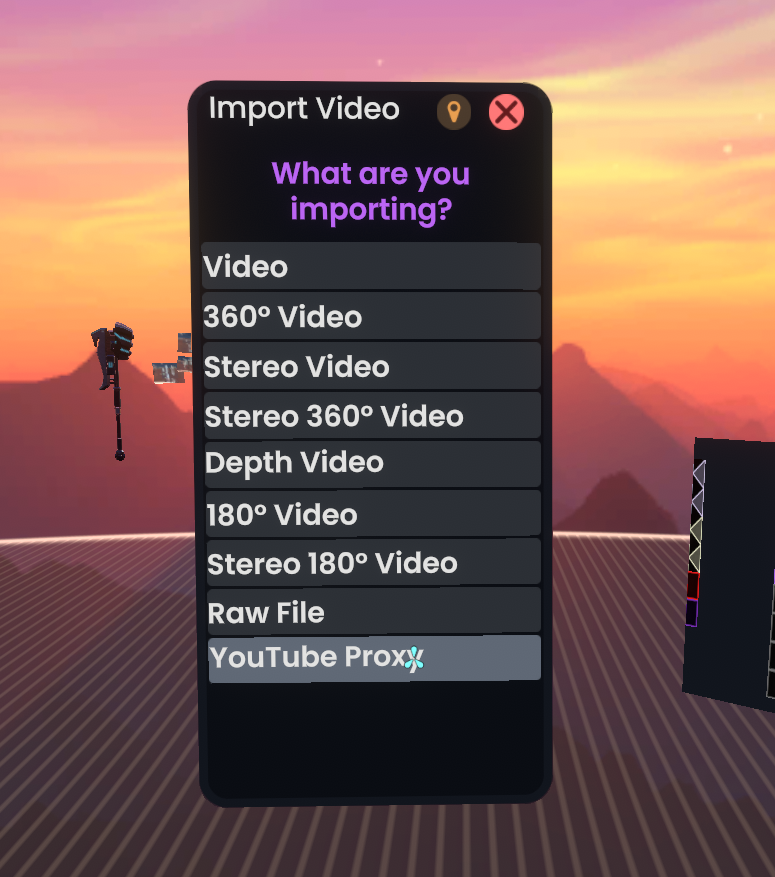 Import Video
What are you
importing?
Video
360° Video
Stereo Video
Stereo 360° Video
Depth Video
180° Video
Stereo 180° Video
Raw File
YouTube Proxy